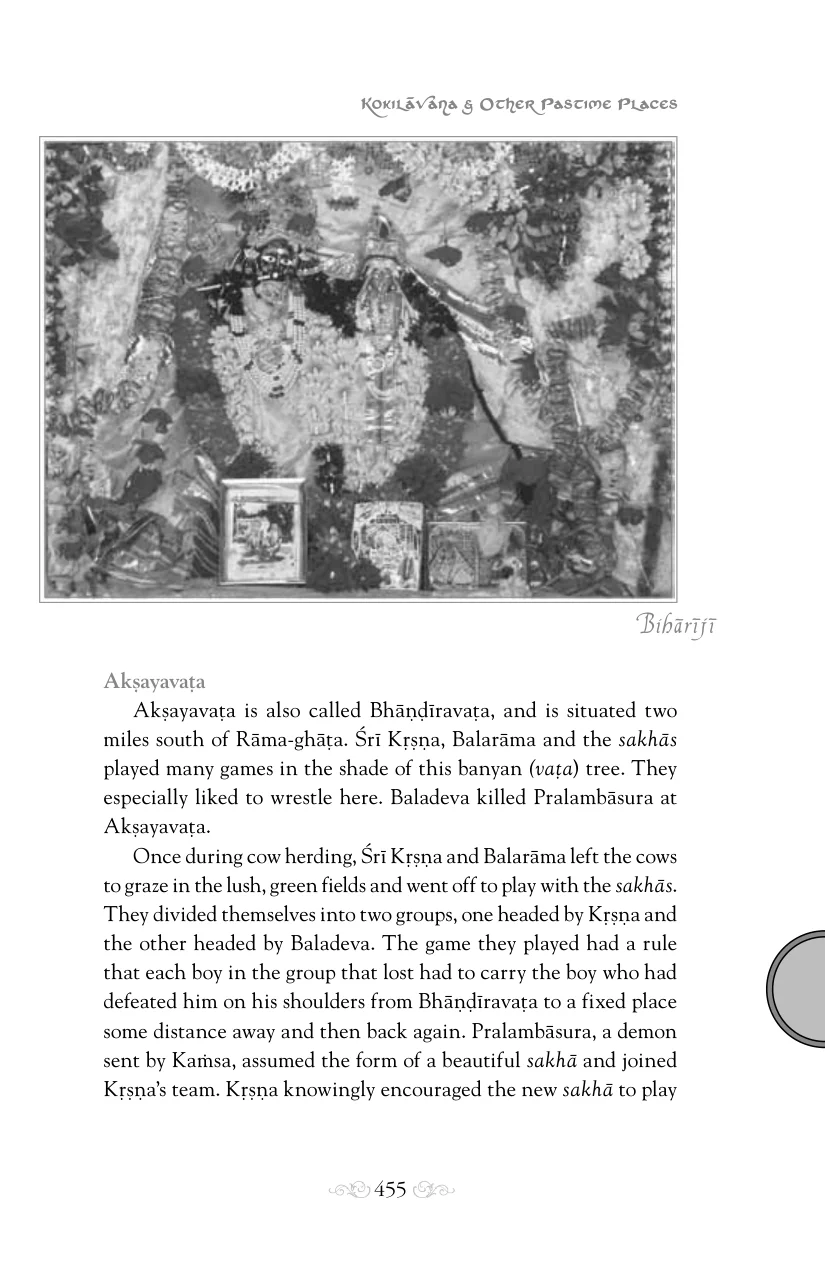 Kokilāvana & Other Pastime Places
Bihārījī
Akṣayavaṭa
Akṣayavaṭa is also called Bhāṇḍīravaṭa, and is situated two
miles south of Rāma-ghāṭa. Śrī Kṛṣṇa, Balarāma and the sakhās
played many games in the shade of this banyan (vaṭa) tree. They
especially liked to wrestle here. Baladeva killed Pralambāsura at
Akṣayavaṭa.
Once during cow herding, Śrī Kṛṣṇa and Balarāma left the cows
to graze in the lush, green fields and went off to play with the sakhās.
They divided themselves into two groups, one headed by Kṛṣṇa and
the other headed by Baladeva. The game they played had a rule
that each boy in the group that lost had to carry the boy who had
defeated him on his shoulders from Bhāṇḍīravaṭa to a fixed place
some distance away and then back again. Pralambāsura, a demon
sent by Kaṁsa, assumed the form of a beautiful sakhā and joined
Kṛṣṇa’s team. Kṛṣṇa knowingly encouraged the new sakhā to play
455